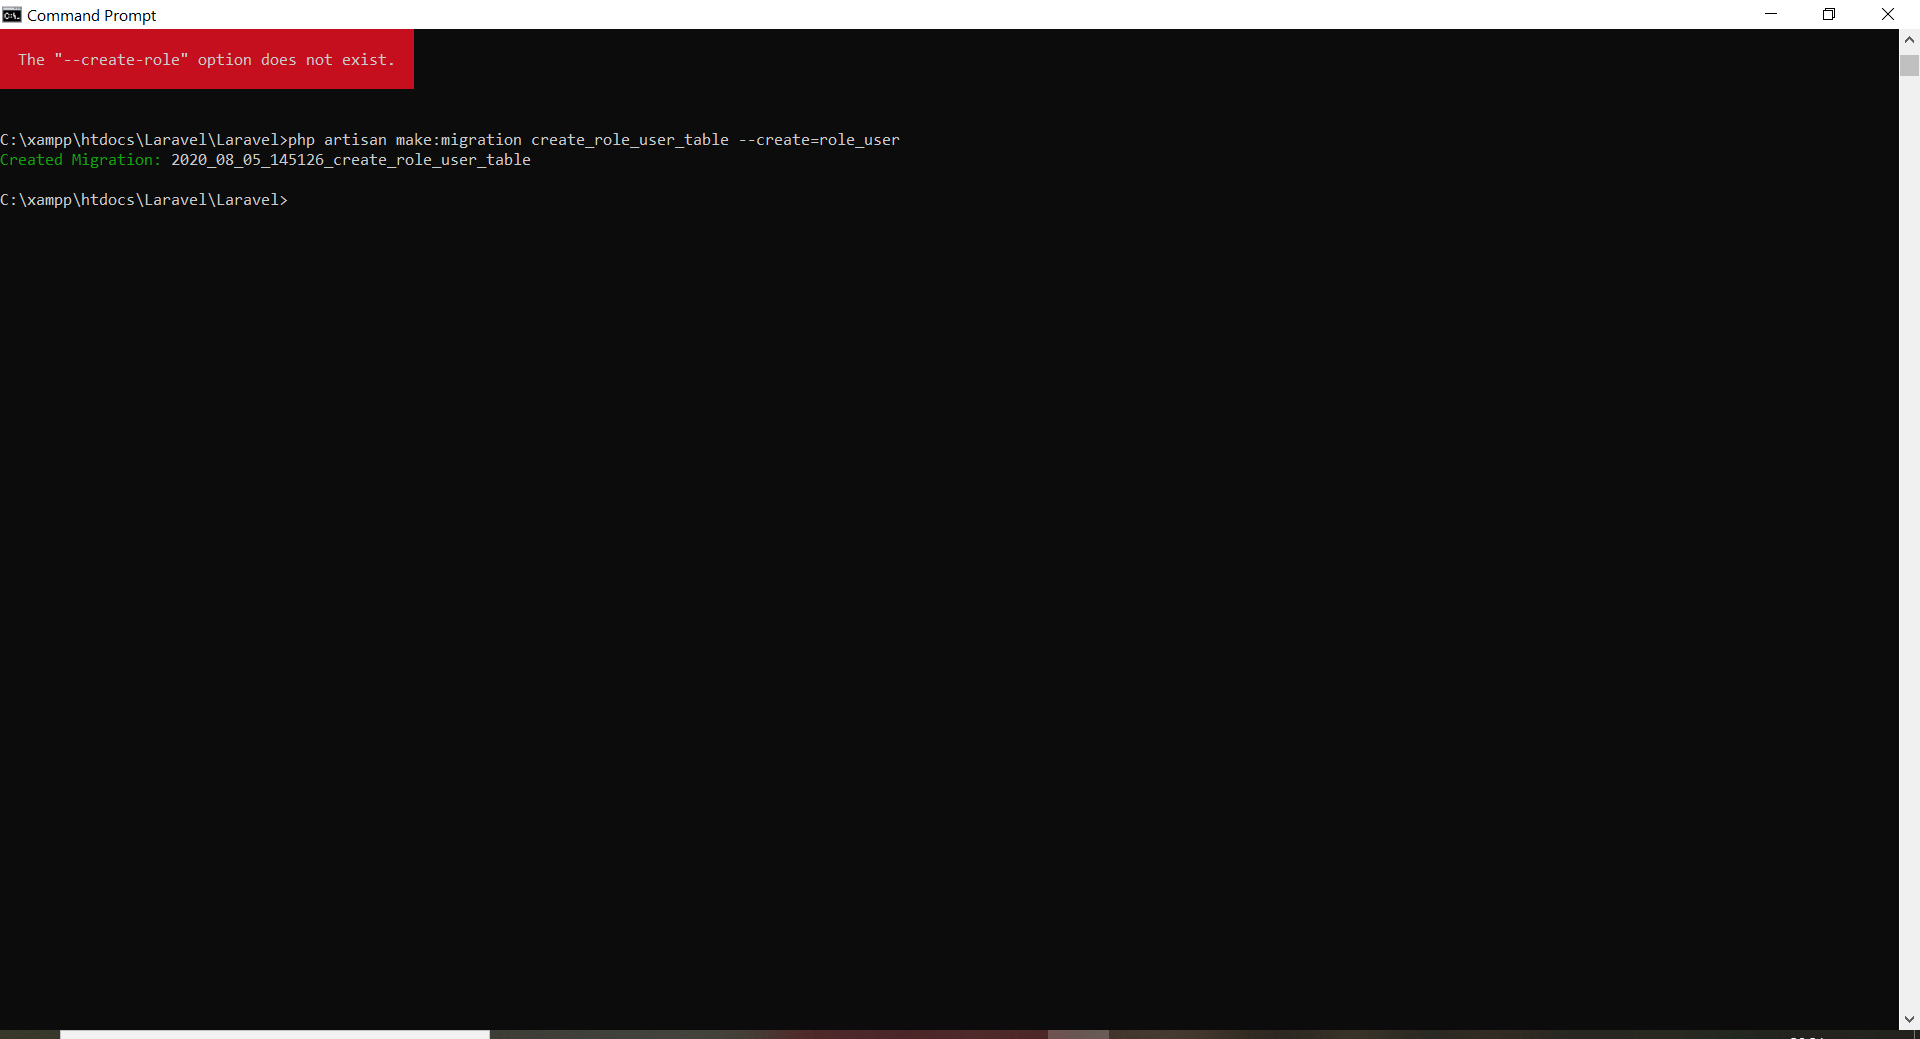 Command Prompt
The "--create-role" option does not exist.
C:\xampp\htdocs\Laravel\Laravel>php artisan make:migration create_role_user_table --create=role_user
Created Migration: 2020_08_05_145126_create_role_user_table
C:\xampp\htdocs\Laravel\Laravel>